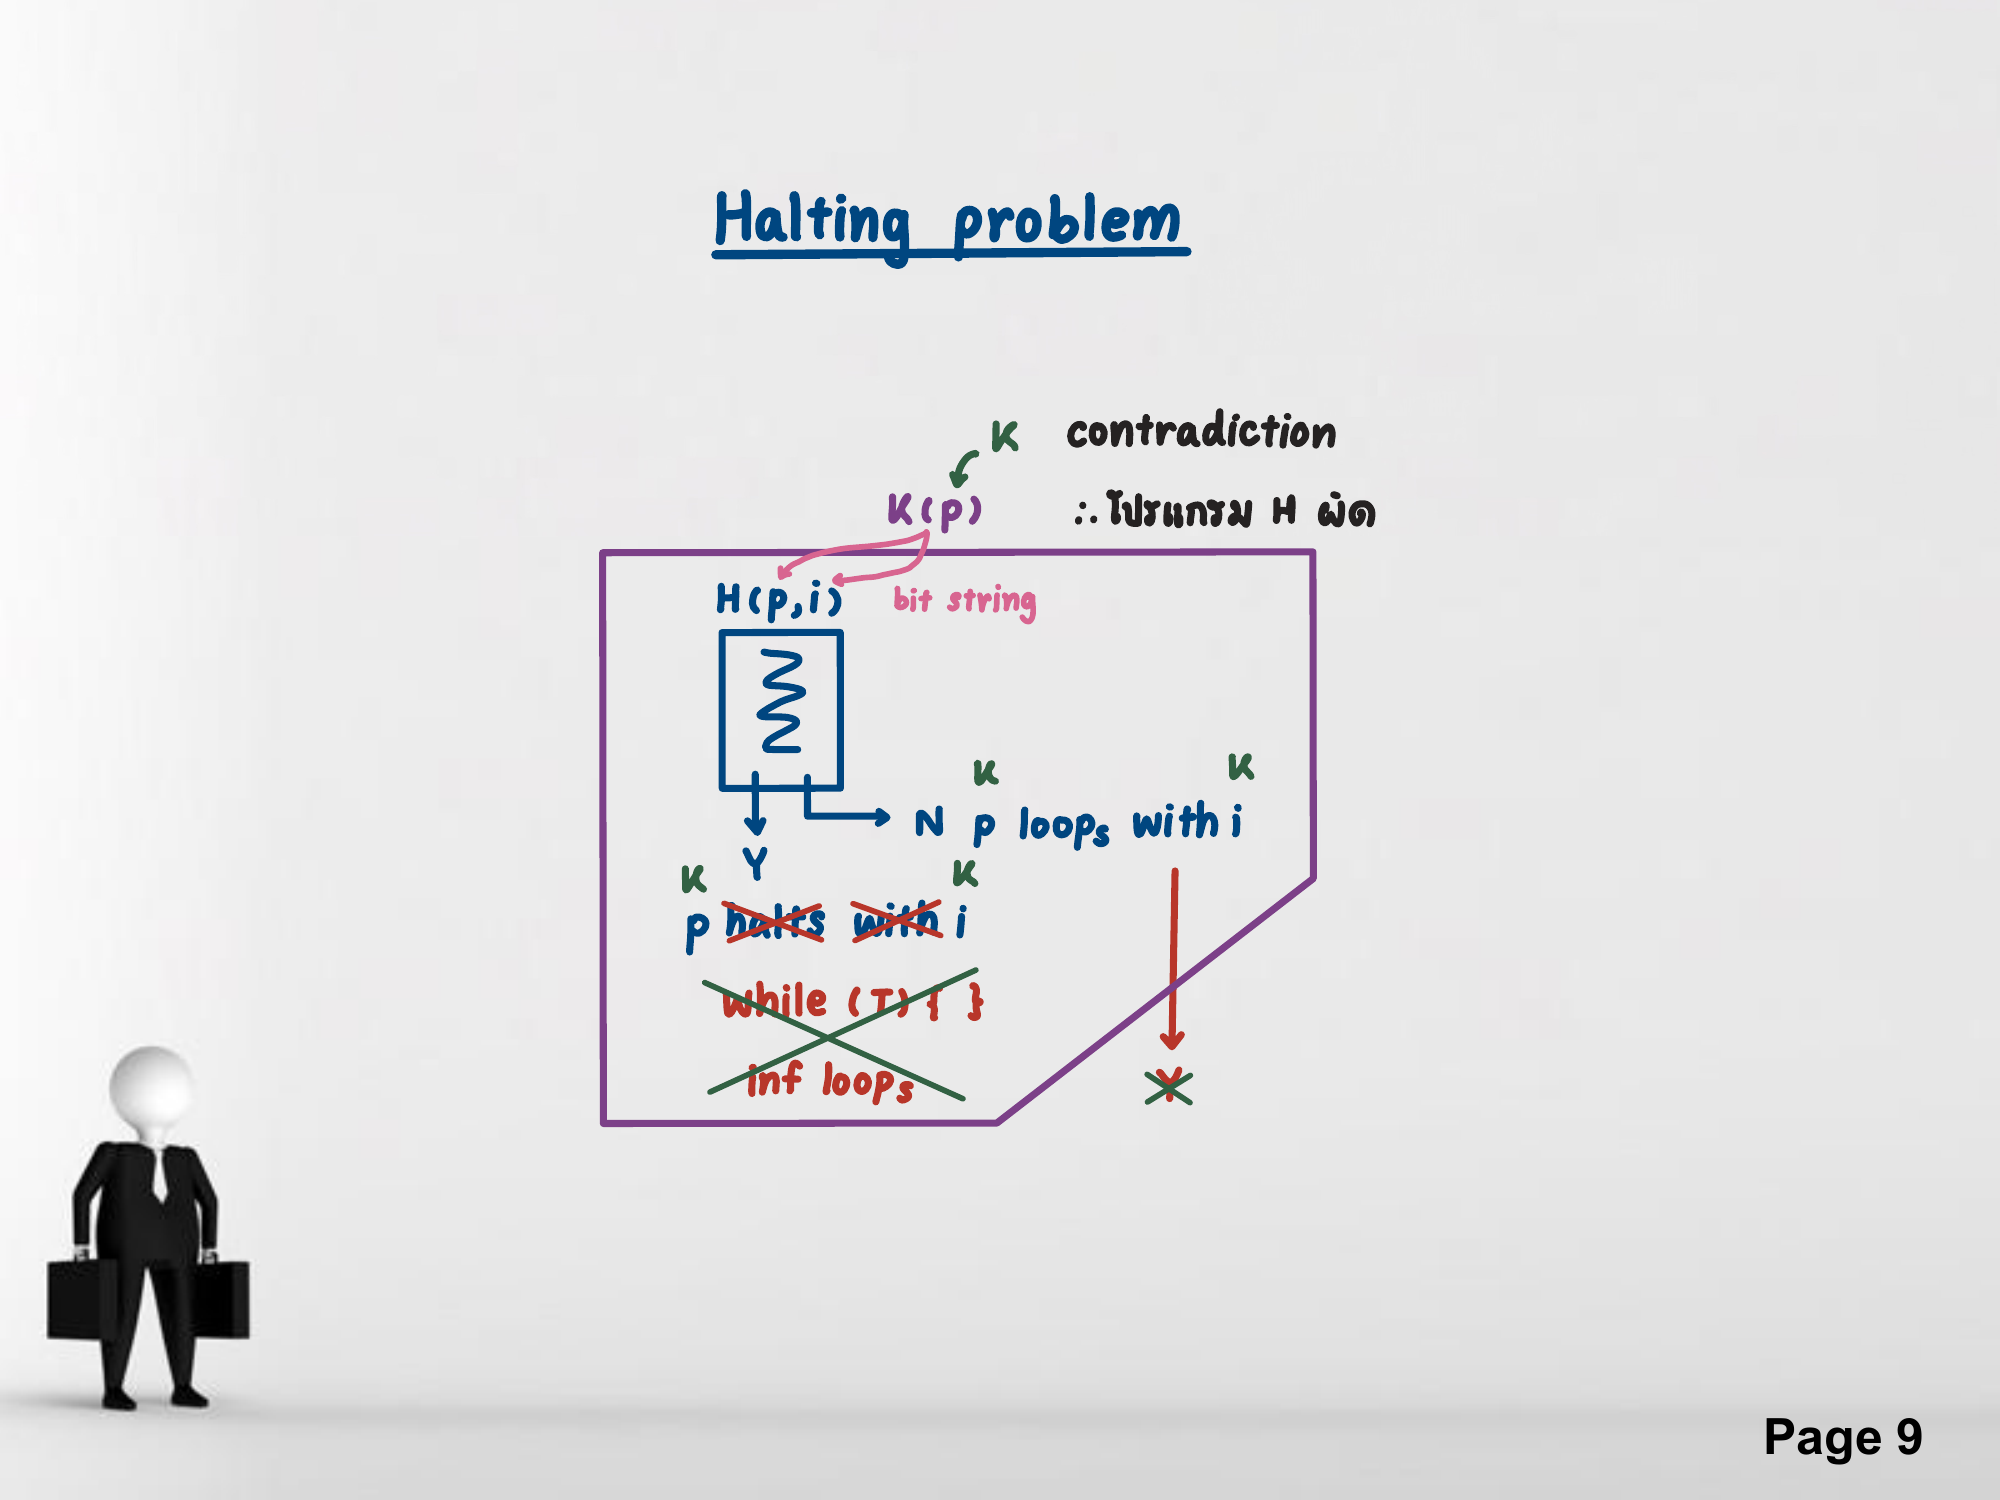 Halting problem
K contradiction
K(p) ∴ โปรแกรม H ผิด
H(p,i) bit string
K K
N p loops with i
Y
K K
p halts with i
while (T) { }
inf loops
Y
Page 9